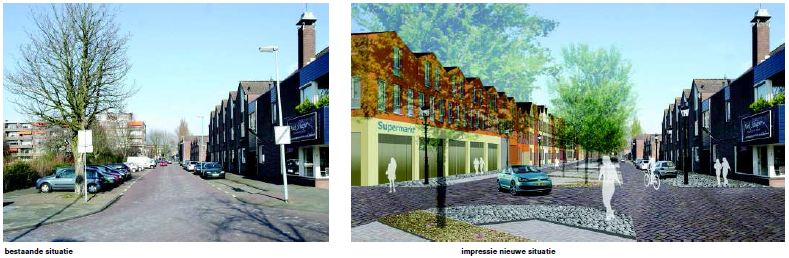 Supermarkt
bestaande situatie
impressie nieuwe situatie